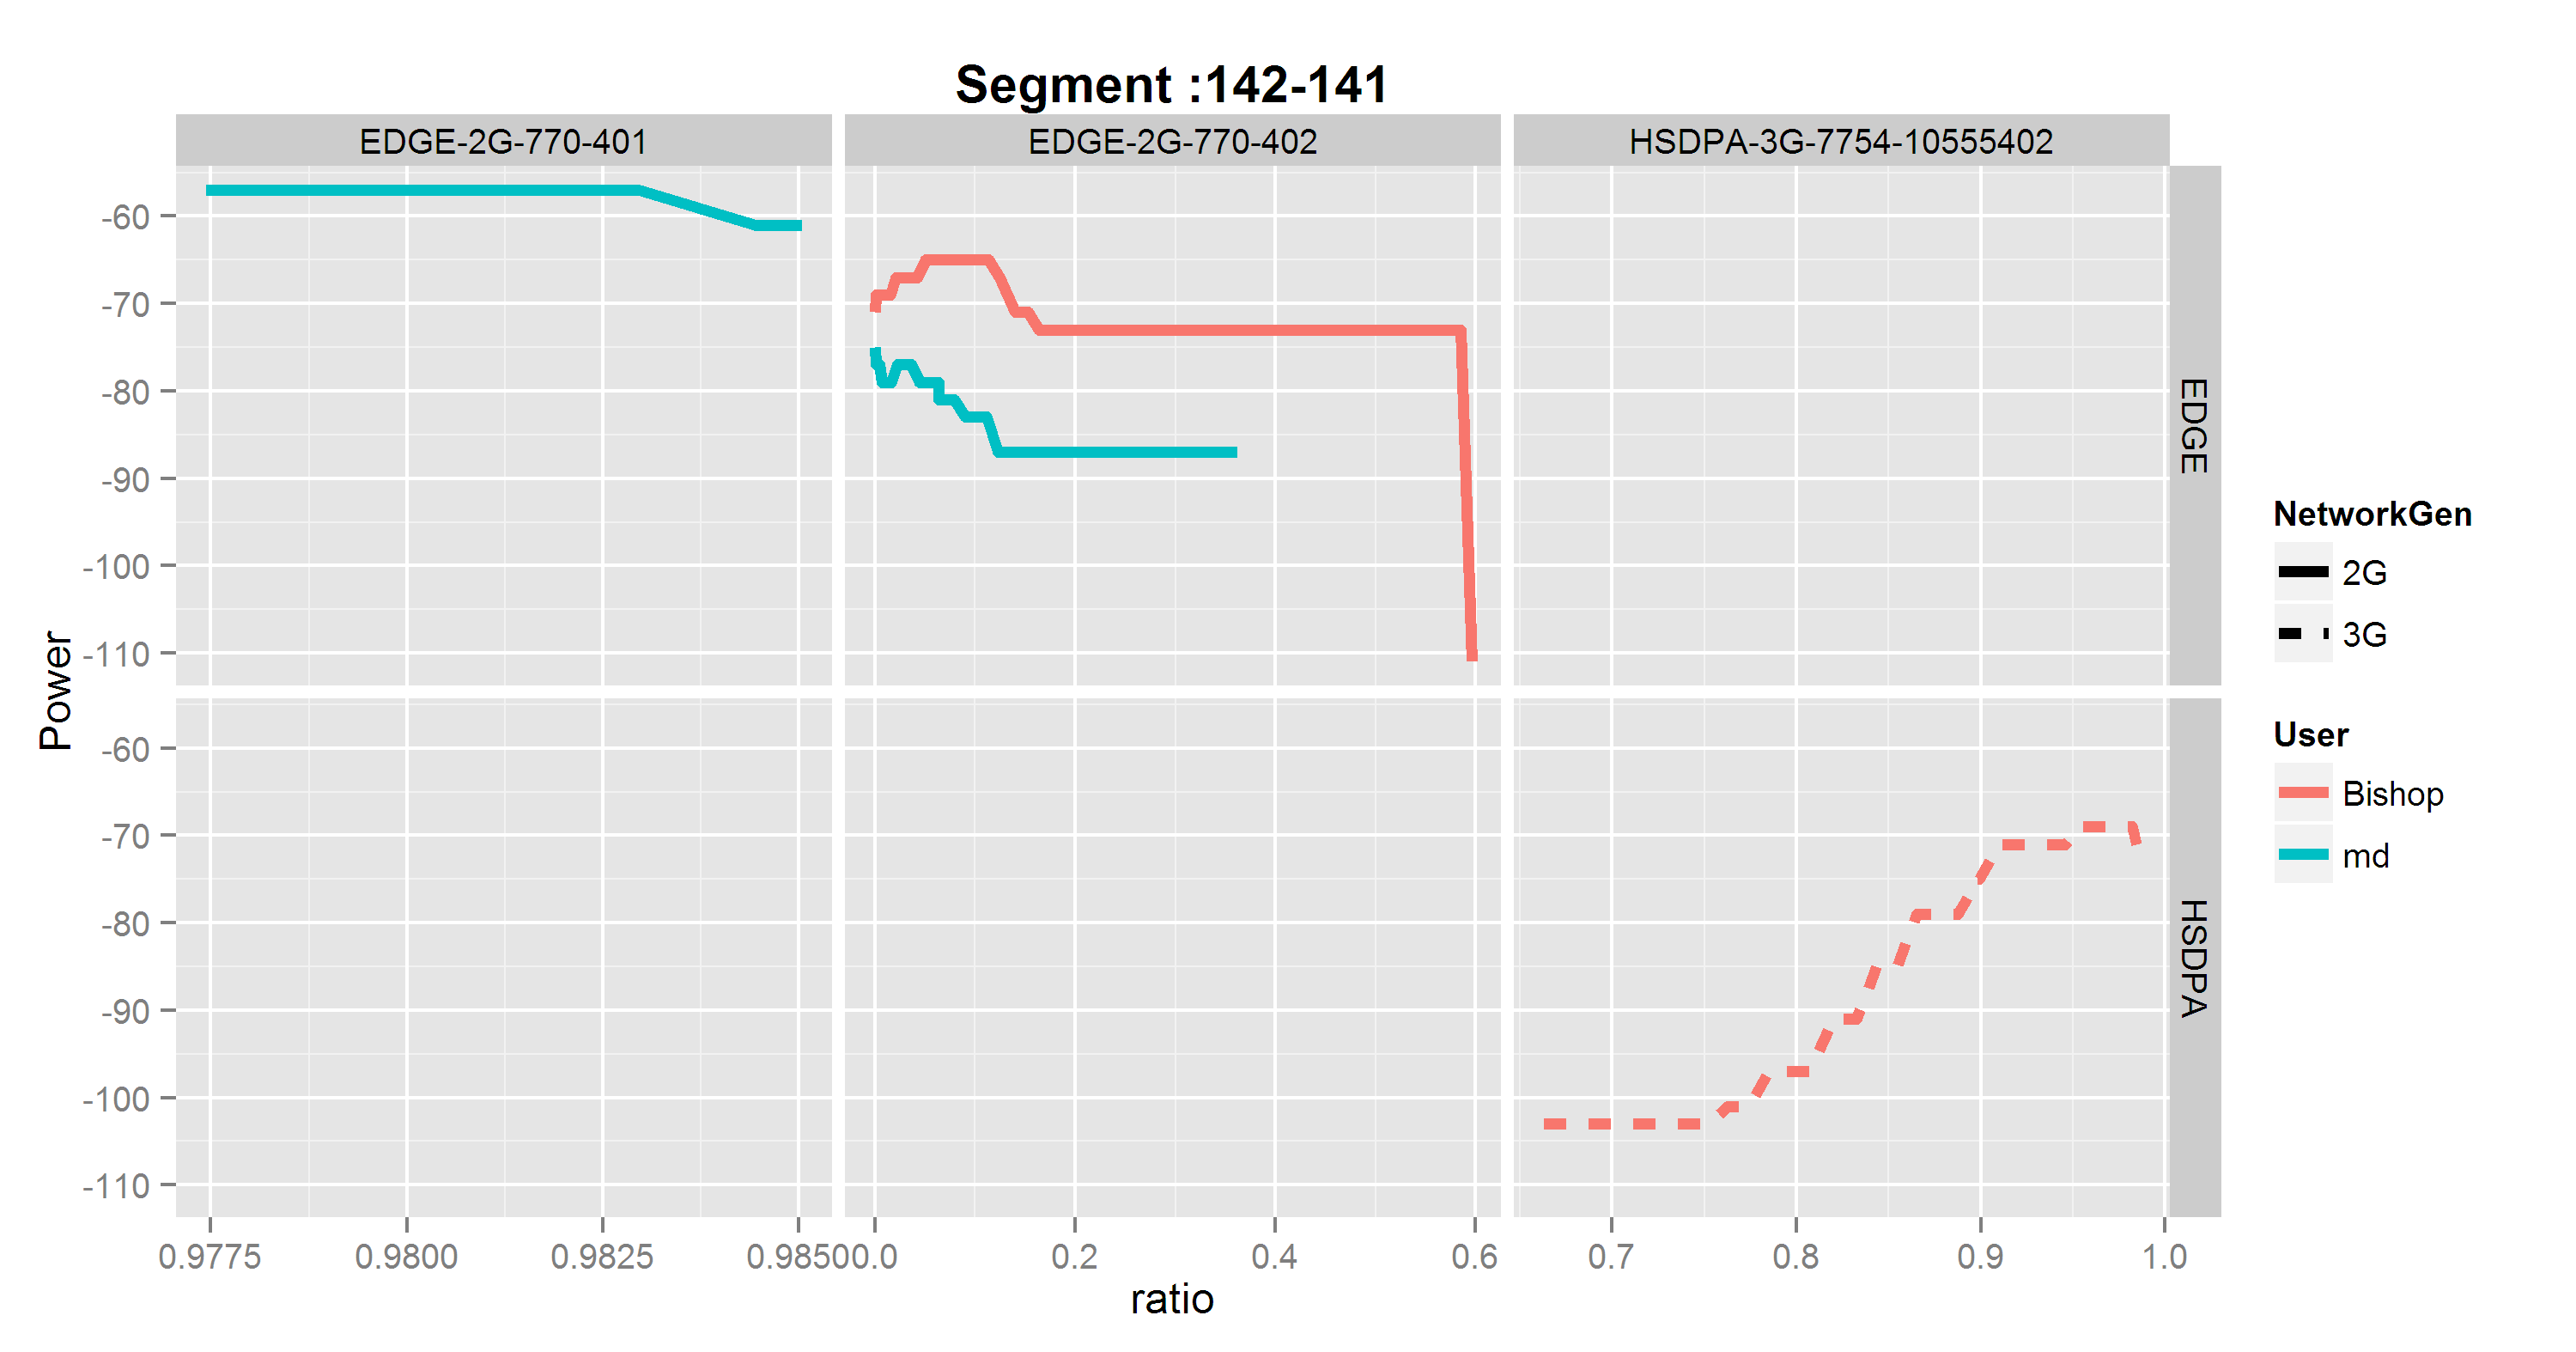 Segment :142-141
EDGE-2G-770-401
EDGE-2G-770-402
HSDPA-3G-7754-10555402
Power
-60
-70
-80
-90
-100
-110
EDGE
-60
-70
-80
-90
-100
-110
HSDPA
0.9775
0.9800
0.9825
0.9850
0.0
0.2
0.4
0.6
0.7
0.8
0.9
1.0
ratio
NetworkGen
2G
3G
User
Bishop
md